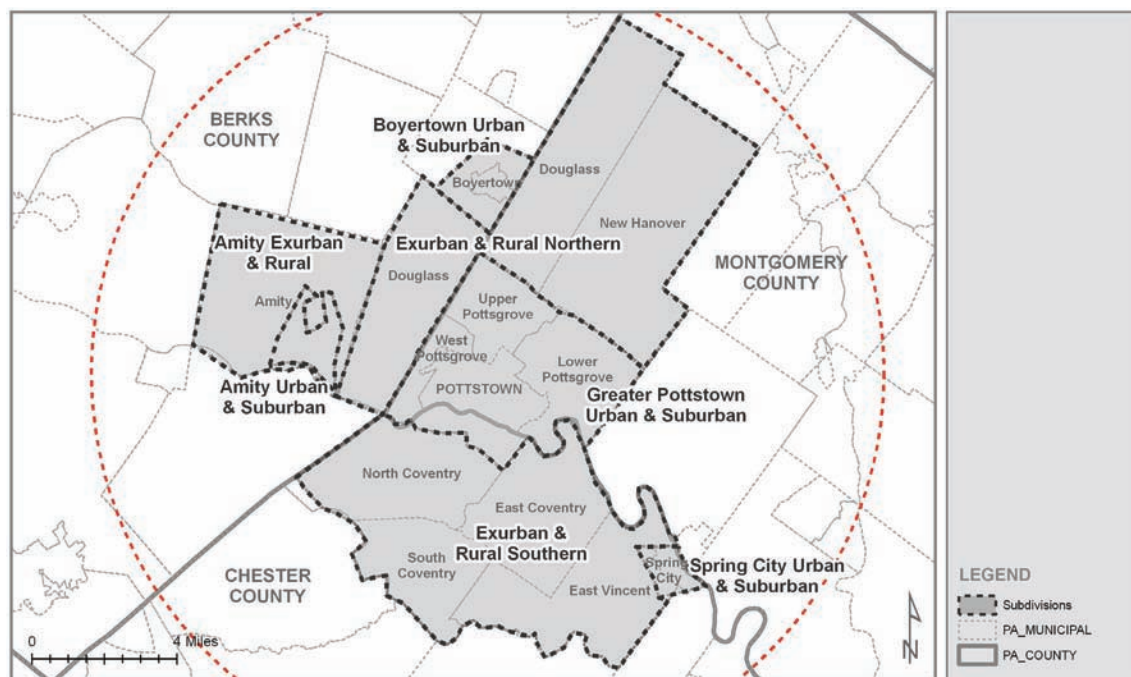 BERKS
COUNTY
Boyertown Urban
& Suburban
Boyertown
Douglass
New Hanover
Amity Exurban
& Rural
Exurban & Rural Northern
MONTGOMERY
COUNTY
Douglass
Amity
Upper
Pottsgrove
West
Pottsgrove
Lower
Pottsgrove
POTTSTOWN
Amity Urban
& Suburban
Greater Pottstown
Urban & Suburban
North Coventry
East Coventry
Exurban &
Rural Southern
South
Coventry
CHESTER
COUNTY
East Vincent
Spring
City
Spring City Urban
& Suburban
0 4 Miles
N
LEGEND
Subdivisions
PA_MUNICIPAL
PA_COUNTY